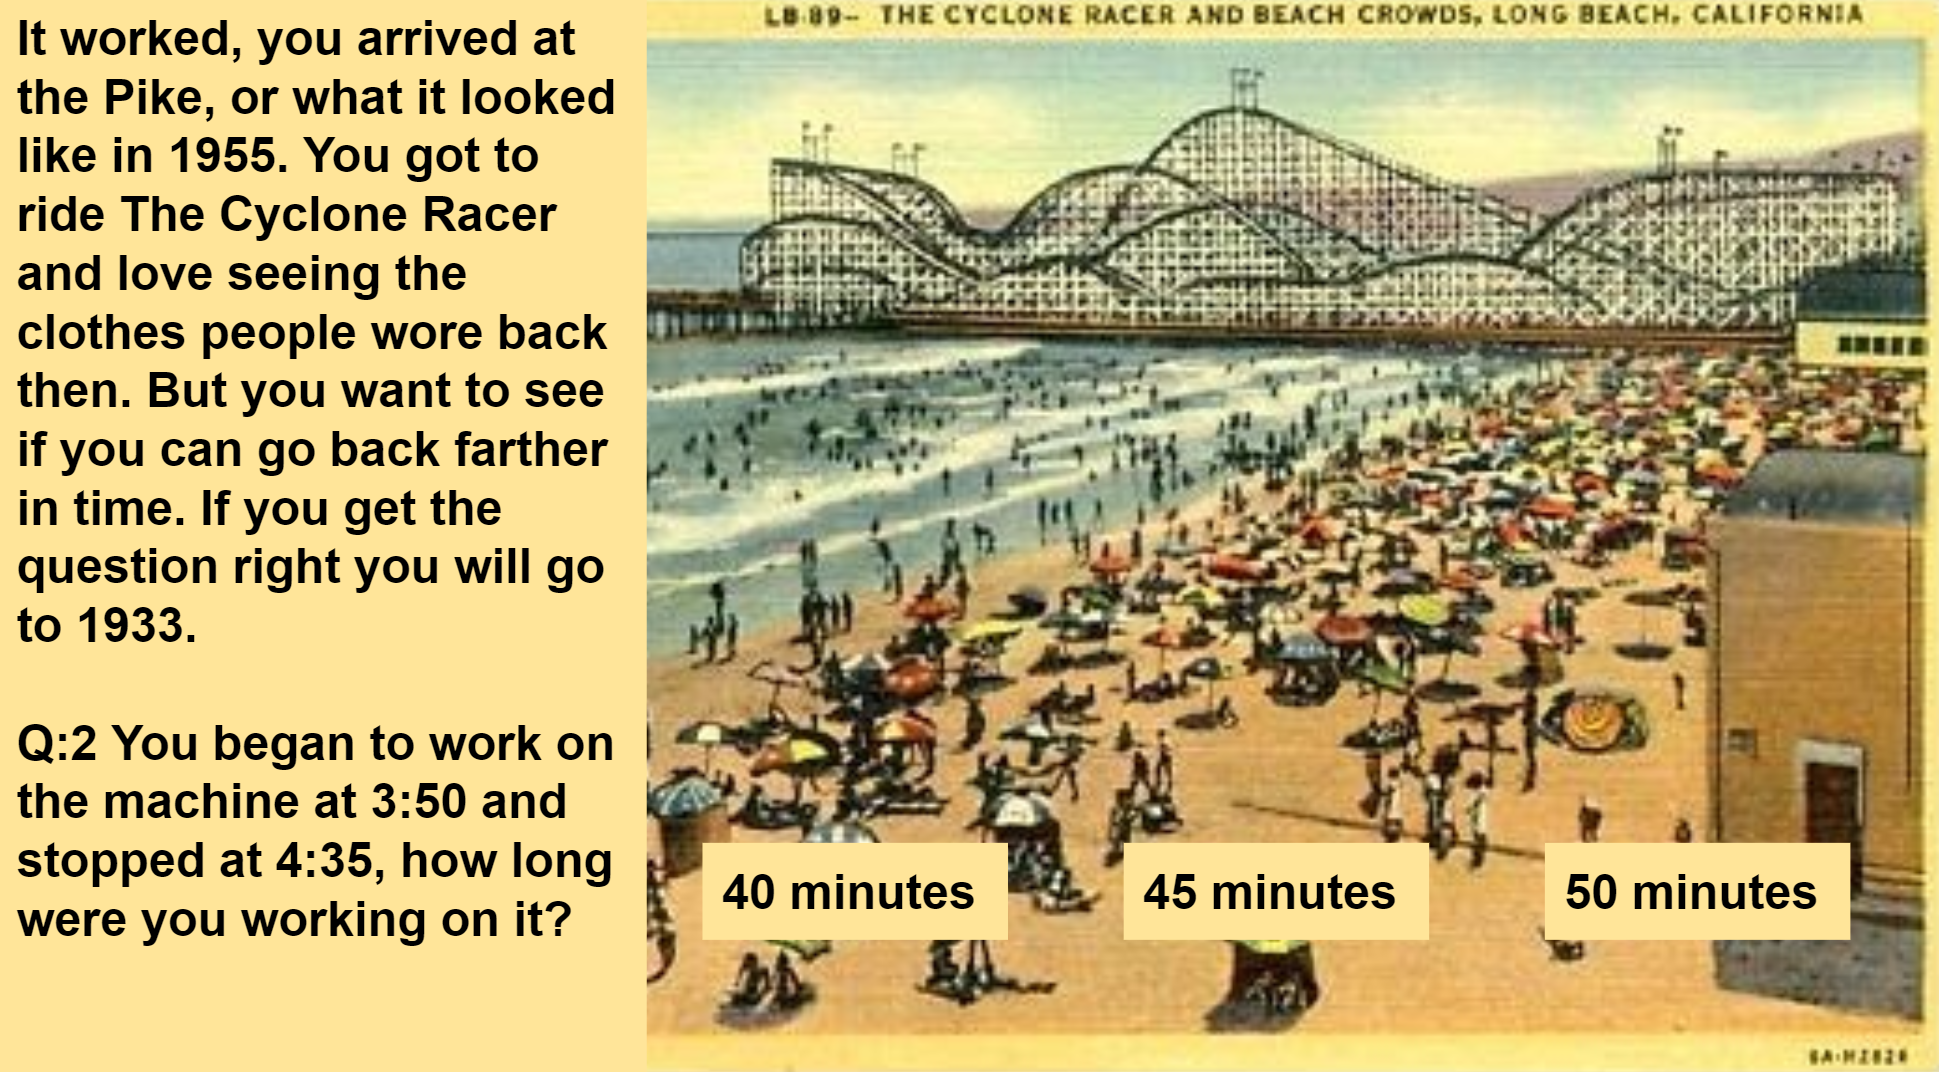 It worked, you arrived at
the Pike, or what it looked
like in 1955. You got to
ride The Cyclone Racer
and love seeing the
clothes people wore back
then. But you want to see
if you can go back farther
in time. If you get the
question right you will go
to 1933.
Q:2 You began to work on
the machine at 3:50 and
stopped at 4:35, how long
were you working on it?
LB-89- THE CYCLONE RACER AND BEACH CROWDS, LONG BEACH, CALIFORNIA
40 minutes
45 minutes
50 minutes